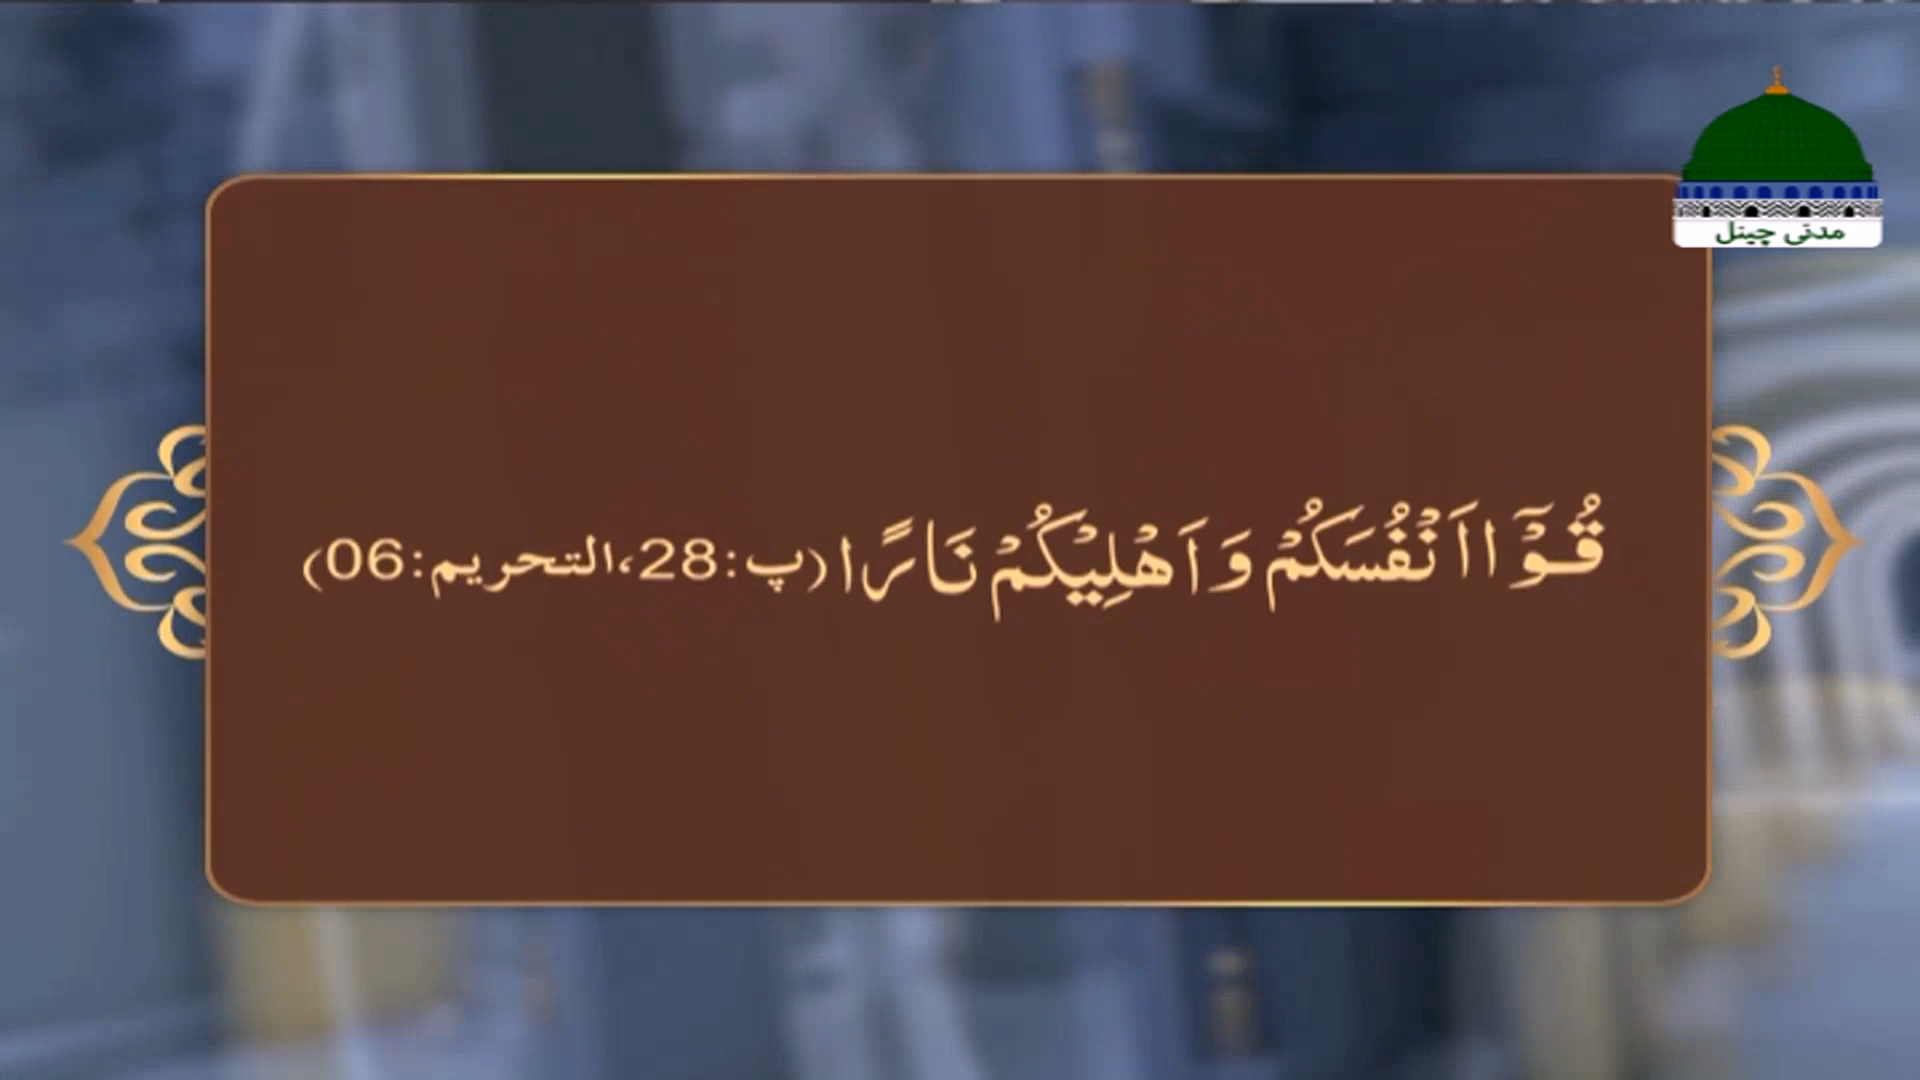 مدنی چینل
قُوْۤا اَنْفُسَكُمْ وَ اَهْلِیْكُمْ نَارًا (پ:28،التحریم:06)